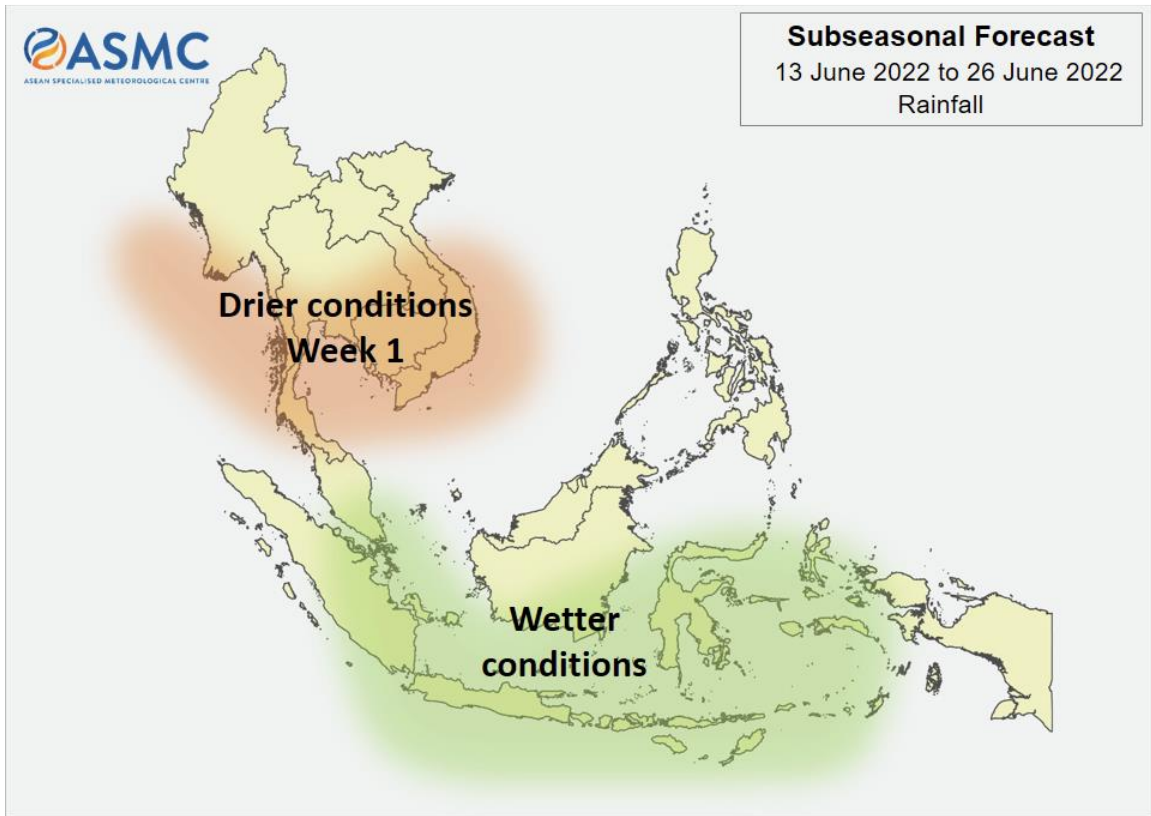 ASMC
ASEAN SPECIALISED METEOROLOGICAL CENTRE
Subseasonal Forecast
13 June 2022 to 26 June 2022
Rainfall
Drier conditions
Week 1
Wetter
conditions